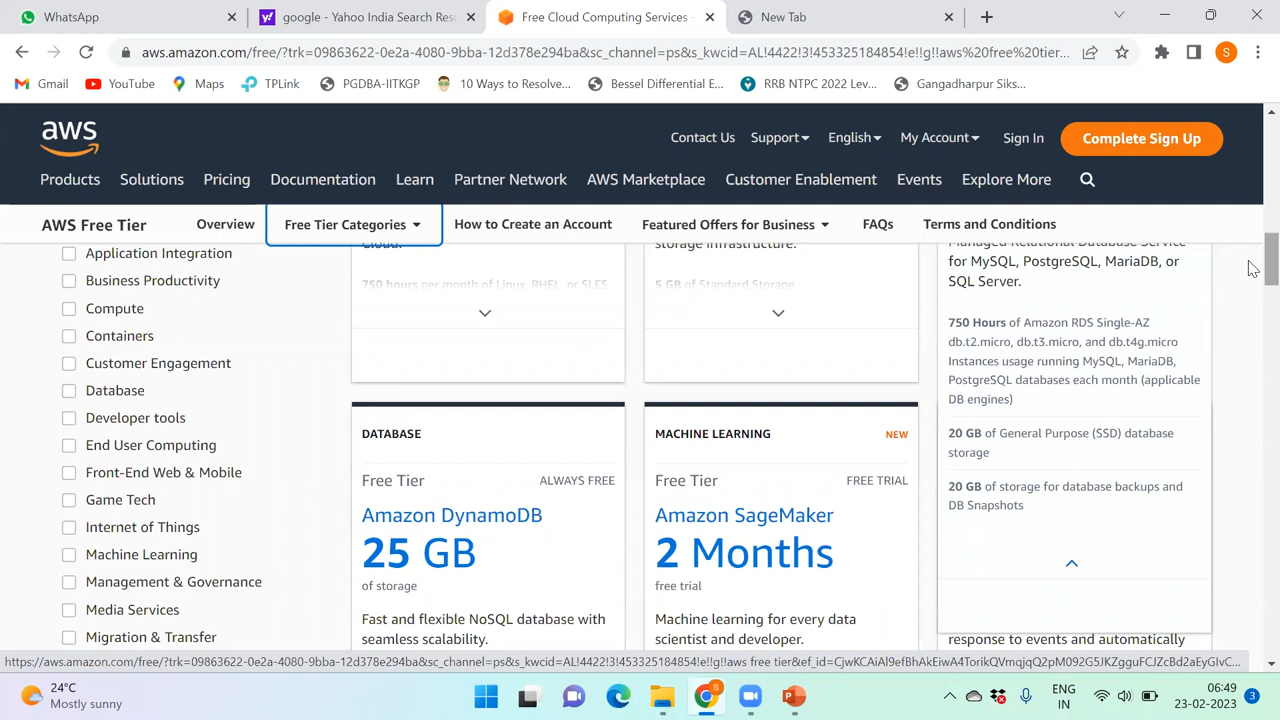 WhatsApp
google - Yahoo India Search Res
Free Cloud Computing Services -
New Tab
aws.amazon.com/free/?trk=09863622-0e2a-4080-9bba-12d378e294ba&sc_channel=ps&s_kwcid=AL!4422!3!453325184854!e!!g!!aws%20free%20tier...
S
Gmail
YouTube
Maps
TPLink
PGDBA-IITKGP
10 Ways to Resolve...
Bessel Differential E...
RRB NTPC 2022 Lev...
Gangadharpur Siks...
aws
Contact Us
Support
English
My Account
Sign In
Complete Sign Up
Products
Solutions
Pricing
Documentation
Learn
Partner Network
AWS Marketplace
Customer Enablement
Events
Explore More
AWS Free Tier
Overview
Free Tier Categories
How to Create an Account
Featured Offers for Business
FAQs
Terms and Conditions
Application Integration
Business Productivity
Compute
Containers
Customer Engagement
Database
Developer tools
End User Computing
Front-End Web & Mobile
Game Tech
Internet of Things
Machine Learning
Management & Governance
Media Services
Migration & Transfer
Cloud.
750 hours per month of Linux, RHEL, or SLES
storage infrastructure.
5 GB of Standard Storage
Managed Relational Database Service
for MySQL, PostgreSQL, MariaDB, or
SQL Server.
750 Hours of Amazon RDS Single-AZ
db.t2.micro, db.t3.micro, and db.t4g.micro
Instances usage running MySQL, MariaDB,
PostgreSQL databases each month (applicable
DB engines)
20 GB of General Purpose (SSD) database
storage
20 GB of storage for database backups and
DB Snapshots
DATABASE
Free Tier
ALWAYS FREE
Amazon DynamoDB
25 GB
of storage
Fast and flexible NoSQL database with
seamless scalability.
MACHINE LEARNING
NEW
Free Tier
FREE TRIAL
Amazon SageMaker
2 Months
free trial
Machine learning for every data
scientist and developer.
response to events and automatically
24°C
Mostly sunny
ENG
IN
06:49
23-02-2023
3